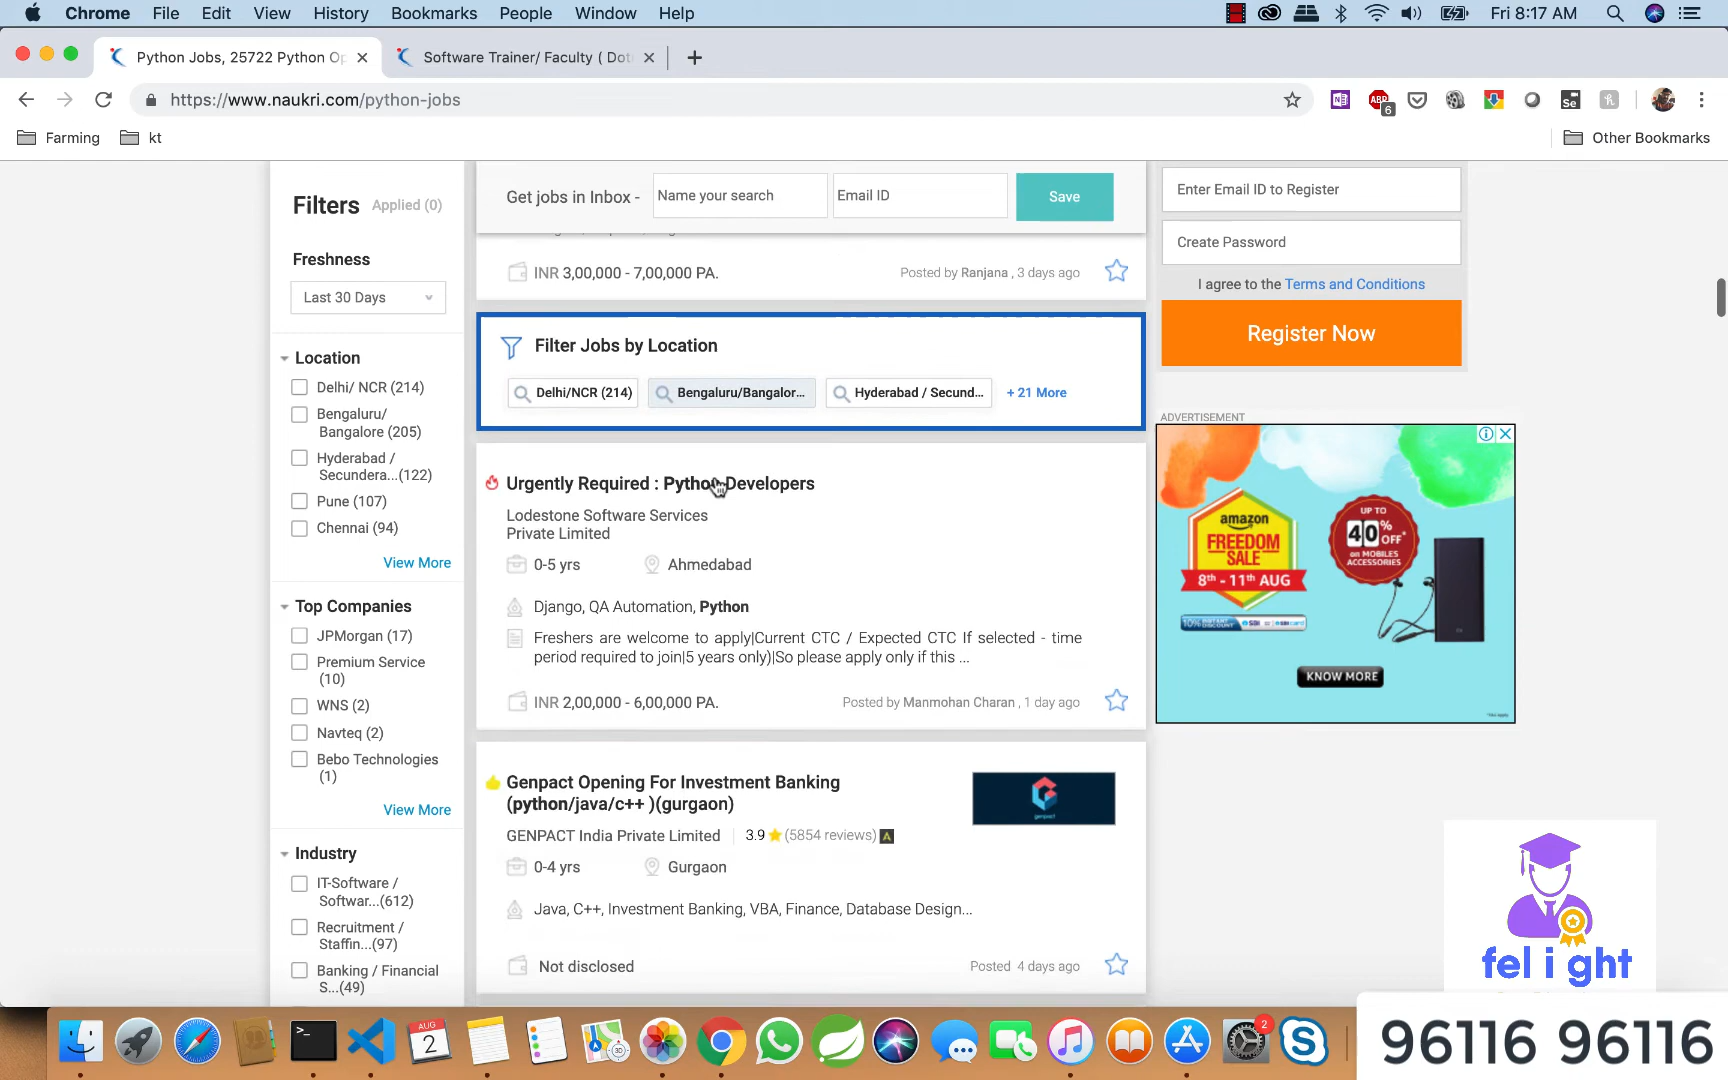 Chrome File Edit View History Bookmarks People Window Help Fri 8:17 AM
Python Jobs, 25722 Python Op
Software Trainer/ Faculty ( Dot
https://www.naukri.com/python-jobs
6
Se
Farming kt Other Bookmarks
Filters Applied (0)
Freshness
Last 30 Days
Location
Delhi/ NCR (214)
Bengaluru/
Bangalore (205)
Hyderabad /
Secundera...(122)
Pune (107)
Chennai (94)
View More
Top Companies
JPMorgan (17)
Premium Service
(10)
WNS (2)
Navteq (2)
Bebo Technologies
(1)
View More
Industry
IT-Software /
Softwar...(612)
Recruitment /
Staffin...(97)
Banking / Financial
S...(49)
Get jobs in Inbox - Name your search Email ID Save
INR 3,00,000 - 7,00,000 PA. Posted by Ranjana , 3 days ago
Filter Jobs by Location
Delhi/NCR (214) Bengaluru/Bangalor... Hyderabad / Secund... + 21 More
Urgently Required : Python Developers
Lodestone Software Services
Private Limited
0-5 yrs Ahmedabad
Django, QA Automation, Python
Freshers are welcome to apply|Current CTC / Expected CTC If selected - time
period required to join|5 years only)|So please apply only if this ...
INR 2,00,000 - 6,00,000 PA. Posted by Manmohan Charan , 1 day ago
Genpact Opening For Investment Banking
(python/java/c++ )(gurgaon)
genpact
GENPACT India Private Limited 3.9 (5854 reviews) A
0-4 yrs Gurgaon
Java, C++, Investment Banking, VBA, Finance, Database Design...
Not disclosed Posted 4 days ago
Enter Email ID to Register
Create Password
I agree to the Terms and Conditions
Register Now
ADVERTISEMENT
amazon
FREEDOM
SALE
8th - 11th AUG
UP TO
40% OFF*
on MOBILES
ACCESSORIES
KNOW MORE
fel i ght
AUG
2
2
96116 96116